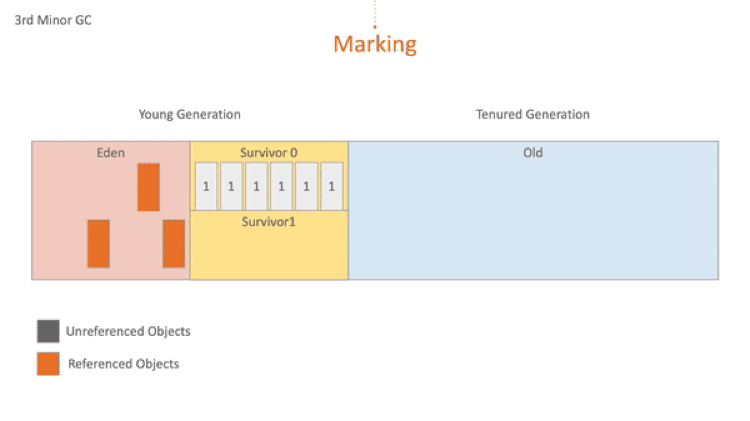 3rd Minor GC
Marking
Young Generation
Tenured Generation
Eden
Survivor 0
Old
1 1 1 1 1 1
Survivor1
Unreferenced Objects
Referenced Objects